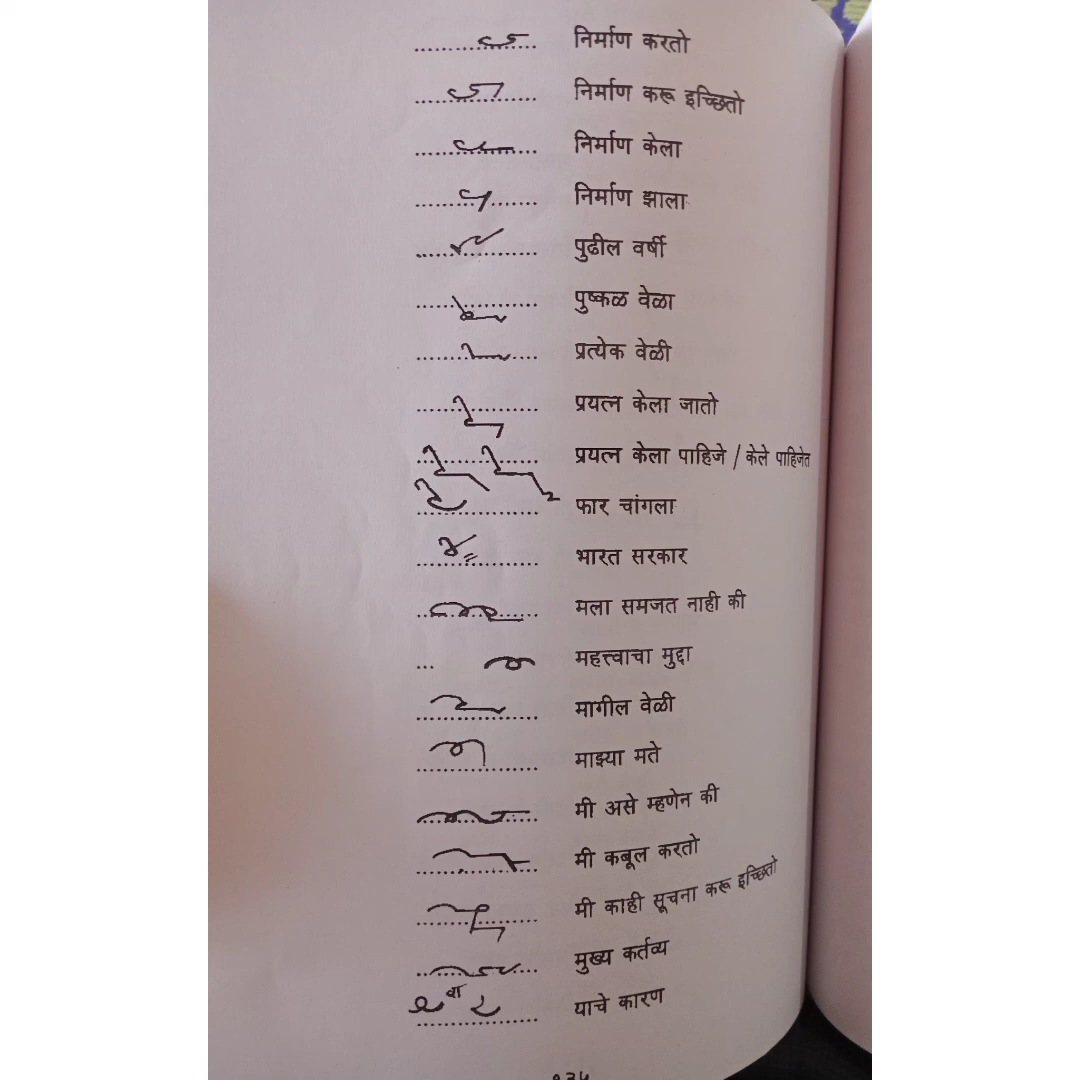 निर्माण करतो
निर्माण करू इच्छितो
निर्माण केला
निर्माण झाला
पुढील वर्षी
पुष्कळ वेळा
प्रत्येक वेळी
प्रयत्न केला जातो
प्रयत्न केला पाहिजे / केले पाहिजेत
फार चांगला
भारत सरकार
मला समजत नाही की
महत्त्वाचा मुद्दा
मागील वेळी
माझ्या मते
मी असे म्हणेन की
मी कबूल करतो
मी काही सूचना करू इच्छितो
मुख्य कर्तव्य
वा याचे कारण